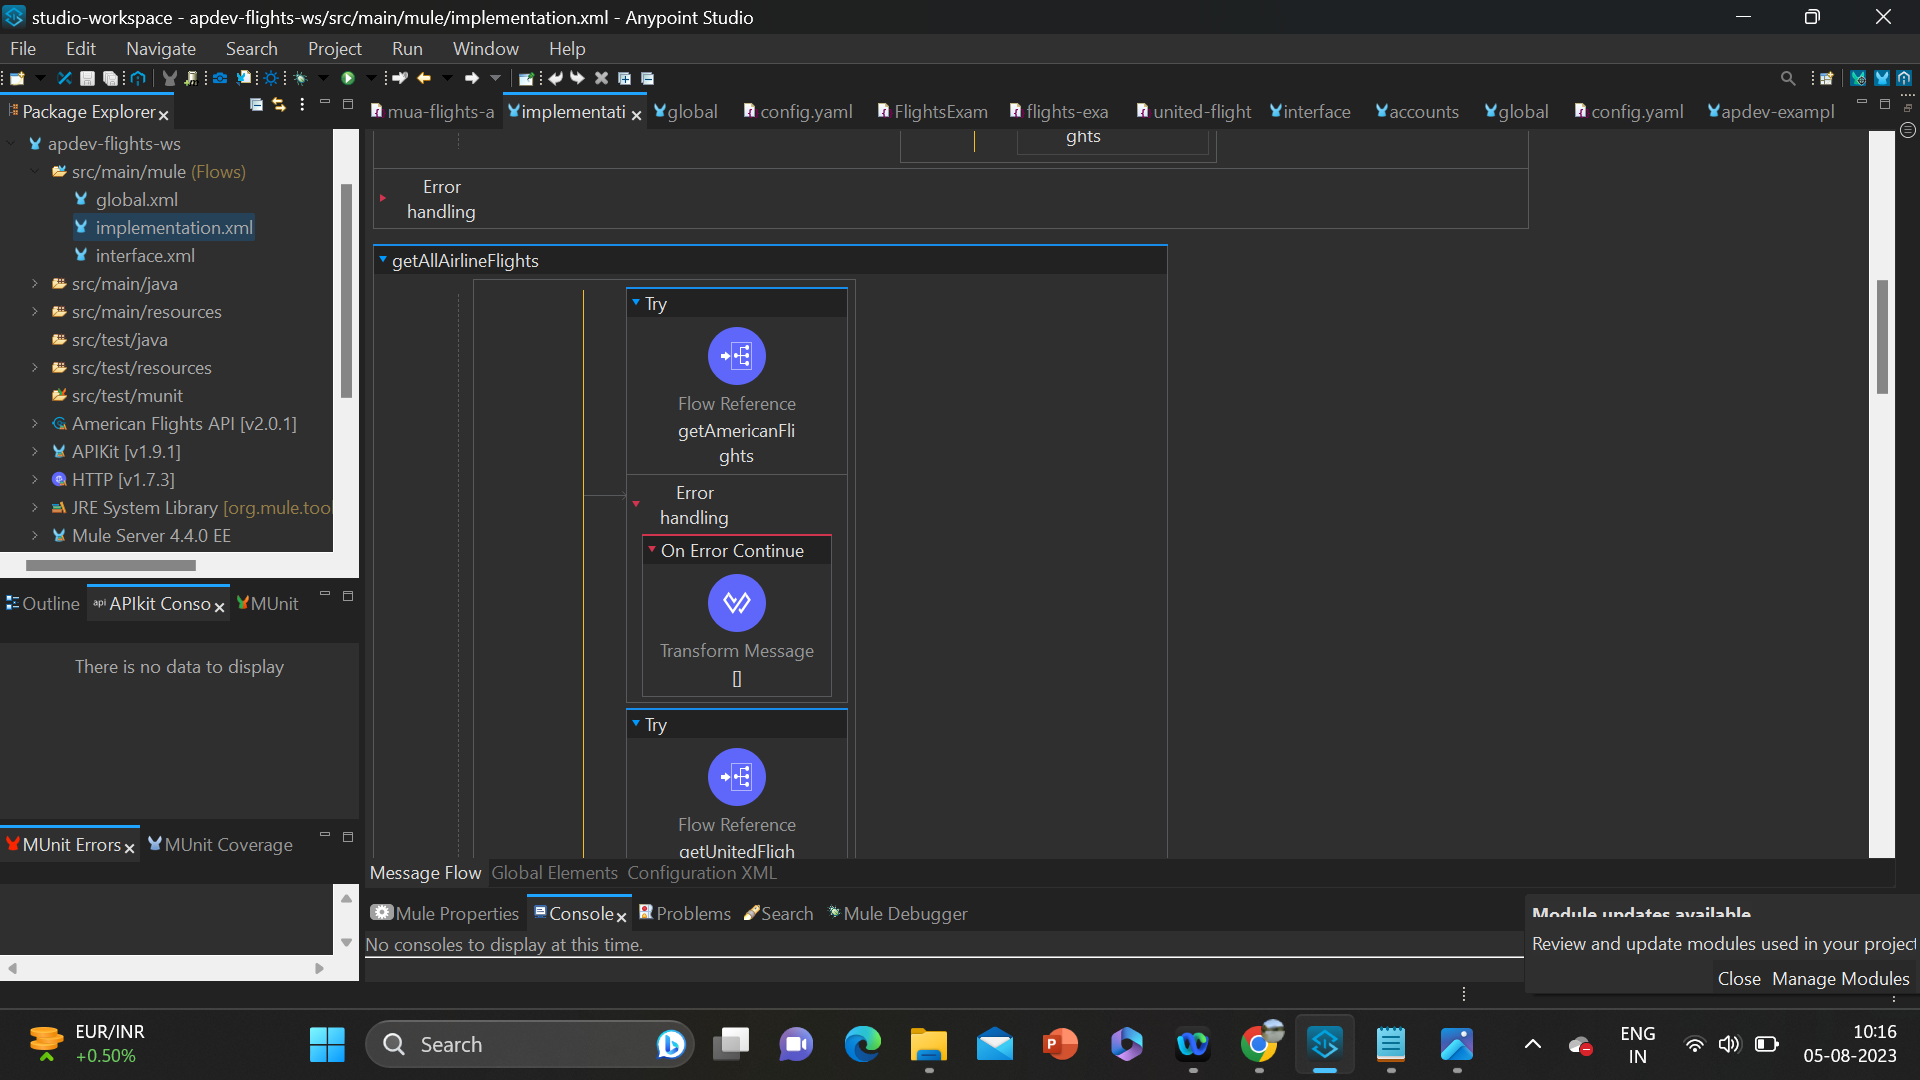 studio-workspace - apdev-flights-ws/src/main/mule/implementation.xml - Anypoint Studio
File Edit Navigate Search Project Run Window Help
Package Explorer
mua-flights-a implementati global config.yaml FlightsExam flights-exa united-flight interface accounts global config.yaml apdev-exampl
apdev-flights-ws
src/main/mule (Flows)
global.xml
implementation.xml
interface.xml
src/main/java
src/main/resources
src/test/java
src/test/resources
src/test/munit
American Flights API [v2.0.1]
APIKit [v1.9.1]
HTTP [v1.7.3]
JRE System Library [org.mule.tool
Mule Server 4.4.0 EE
Outline api APIkit Conso MUnit
There is no data to display
MUnit Errors MUnit Coverage
ghts
Error
handling
getAllAirlineFlights
Try
Flow Reference
getAmericanFli
ghts
Error
handling
On Error Continue
Transform Message
[]
Try
Flow Reference
getUnitedFligh
Message Flow Global Elements Configuration XML
Mule Properties Console Problems Search Mule Debugger
No consoles to display at this time.
Module updates available
Review and update modules used in your project
Close Manage Modules
EUR/INR
+0.50%
Search
ENG
IN
10:16
05-08-2023